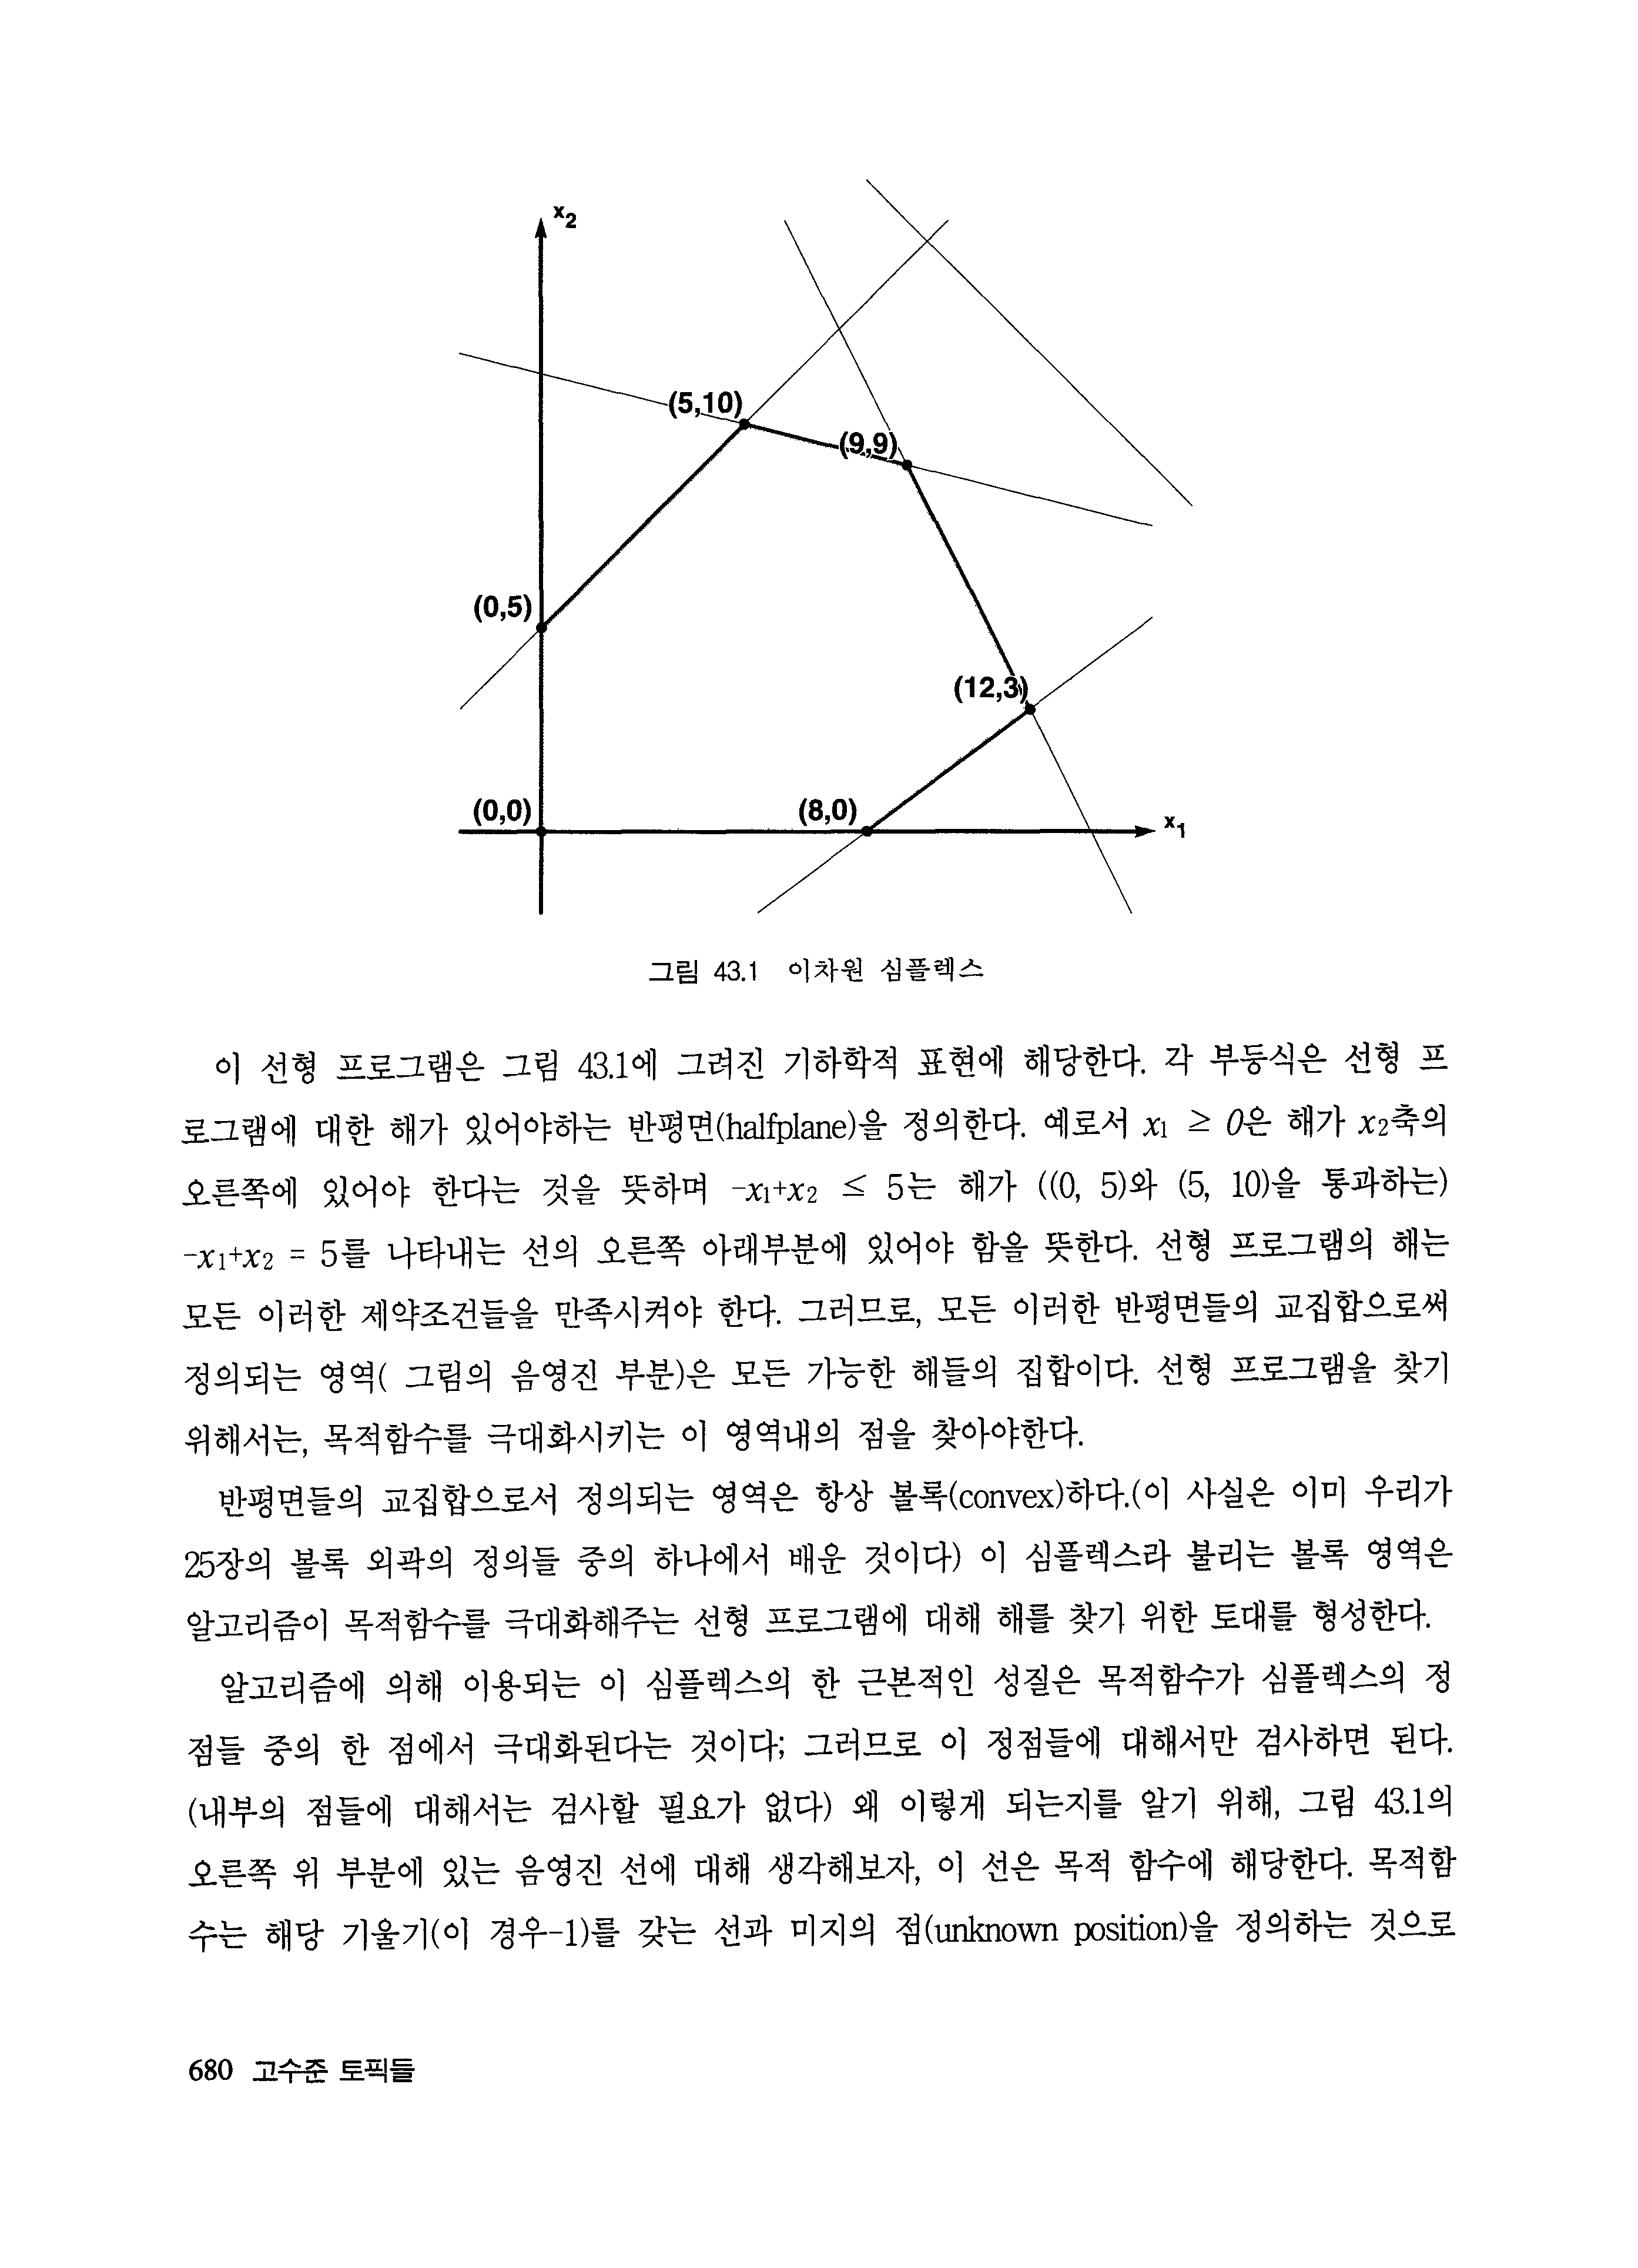 x2
(5,10)
(9,9)
(0,5)
(12,3)
(0,0)
(8,0)
x1
그림 43.1 이차원 심플렉스
이 선형 프로그램은 그림 43.1에 그려진 기하학적 표현에 해당한다. 각 부등식은 선형 프
로그램에 대한 해가 있어야하는 반평면(halfplane)을 정의한다. 예로서 x1 ≥ 0은 해가 x2축의
오른쪽에 있어야 한다는 것을 뜻하며 -x1+x2 ≤ 5는 해가 ((0, 5)와 (5, 10)을 통과하는)
-x1+x2 = 5를 나타내는 선의 오른쪽 아래부분에 있어야 함을 뜻한다. 선형 프로그램의 해는
모든 이러한 제약조건들을 만족시켜야 한다. 그러므로, 모든 이러한 반평면들의 교집합으로써
정의되는 영역( 그림의 음영진 부분)은 모든 가능한 해들의 집합이다. 선형 프로그램을 찾기
위해서는, 목적함수를 극대화시키는 이 영역내의 점을 찾아야한다.
반평면들의 교집합으로서 정의되는 영역은 항상 볼록(convex)하다.(이 사실은 이미 우리가
25장의 볼록 외곽의 정의들 중의 하나에서 배운 것이다) 이 심플렉스라 불리는 볼록 영역은
알고리즘이 목적함수를 극대화해주는 선형 프로그램에 대해 해를 찾기 위한 토대를 형성한다.
알고리즘에 의해 이용되는 이 심플렉스의 한 근본적인 성질은 목적함수가 심플렉스의 정
점들 중의 한 점에서 극대화된다는 것이다; 그러므로 이 정점들에 대해서만 검사하면 된다.
(내부의 점들에 대해서는 검사할 필요가 없다) 왜 이렇게 되는지를 알기 위해, 그림 43.1의
오른쪽 위 부분에 있는 음영진 선에 대해 생각해보자, 이 선은 목적 함수에 해당한다. 목적함
수는 해당 기울기(이 경우-1)를 갖는 선과 미지의 점(unknown position)을 정의하는 것으로
680 고수준 토픽들